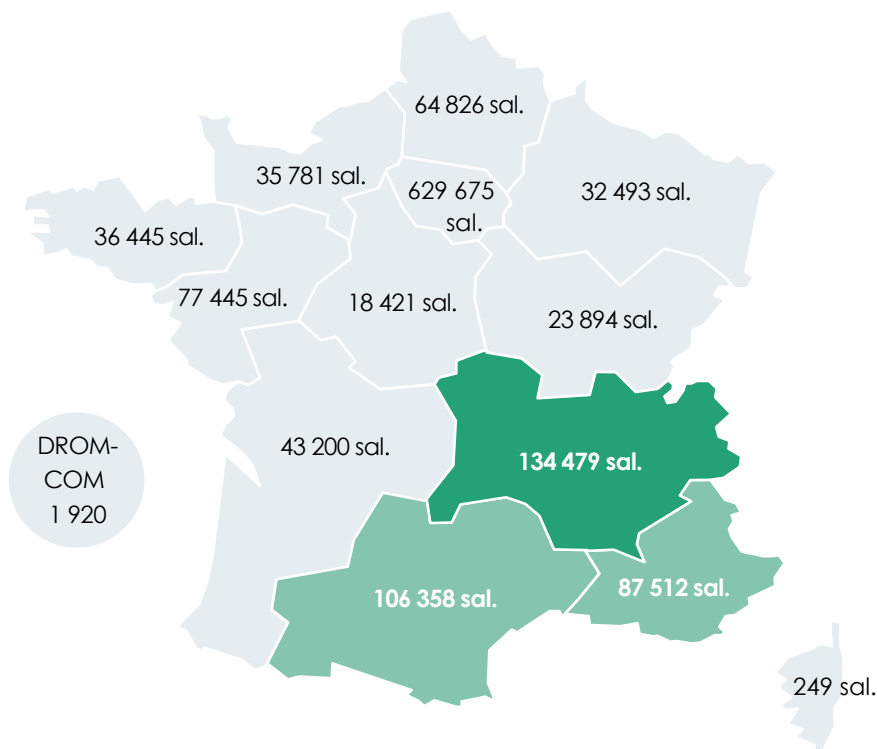 64 826 sal.
35 781 sal.
629 675
sal.
32 493 sal.
36 445 sal.
77 445 sal.
18 421 sal.
23 894 sal.
DROM-
COM
1 920
43 200 sal.
134 479 sal.
106 358 sal.
87 512 sal.
249 sal.